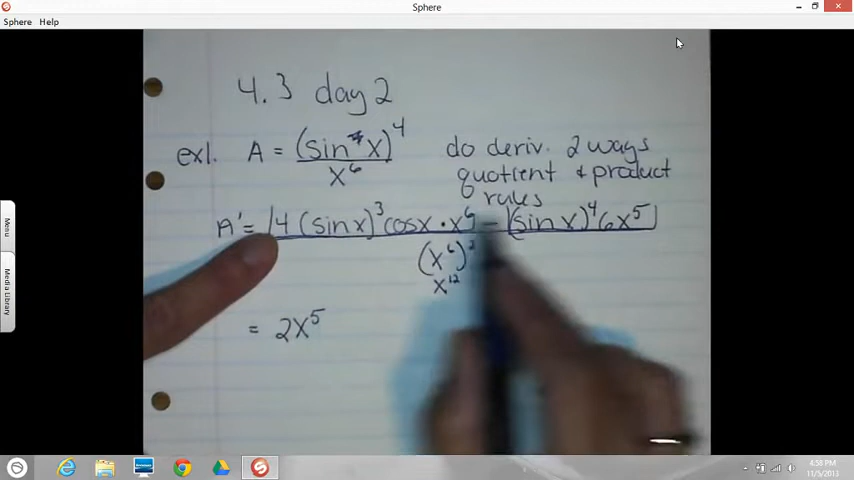 Sphere
Sphere Help
4.3 day 2
ex1. A = (sin x)^4 / x^6
do deriv. 2 ways
quotient & product
rules
A' = 4(sin x)^3 cosx · x^6 - (sin x)^4 6x^5
(x^6)^2
x^12
= 2x^5
Menu
Media Library
4:58 PM
11/5/2013